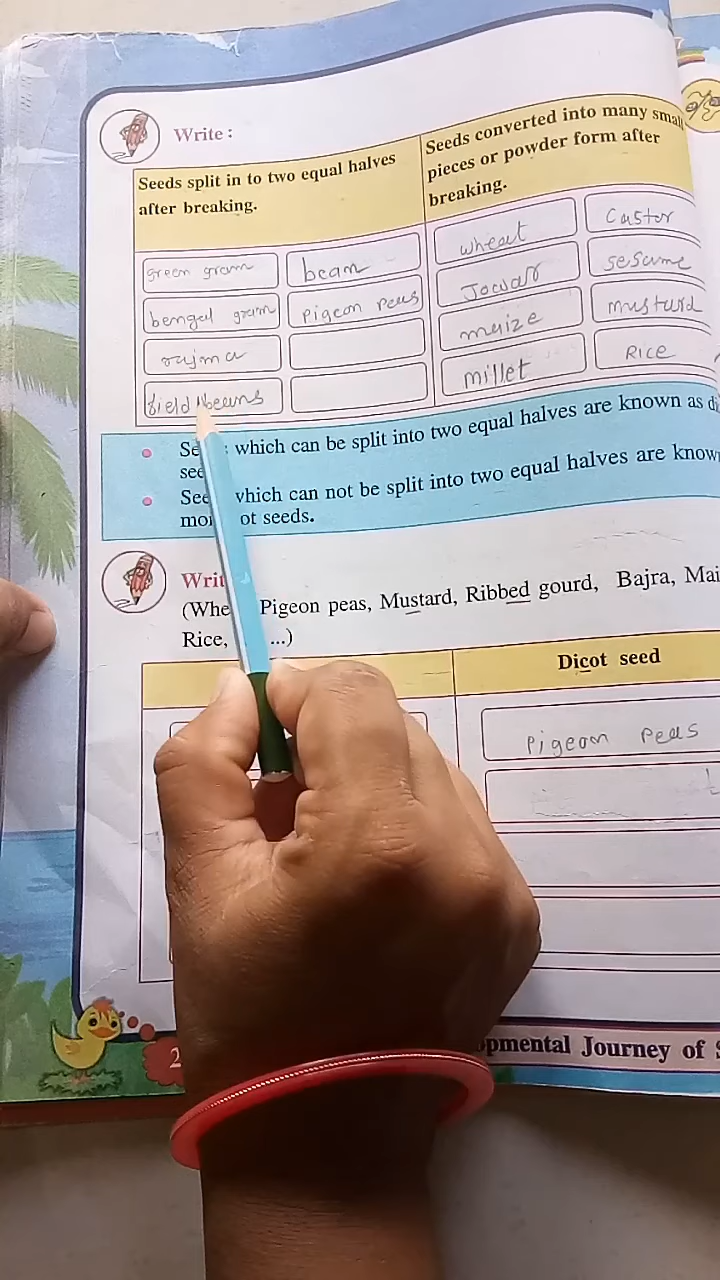 Write :
Seeds split in to two equal halves
after breaking.
Seeds converted into many small
pieces or powder form after
breaking.
green gram
bean
wheat
Castor
bengal gram
pigeon peas
Jowar
sesame
rajma
maize
mustard
field beans
millet
Rice
which can be split into two equal halves are known as
which can not be split into two equal halves are
ot seeds.
Pigeon peas, Mustard, Ribbed gourd, Bajra,
Rice, ...)
Dicot seed
Pigeon peas
Journey of